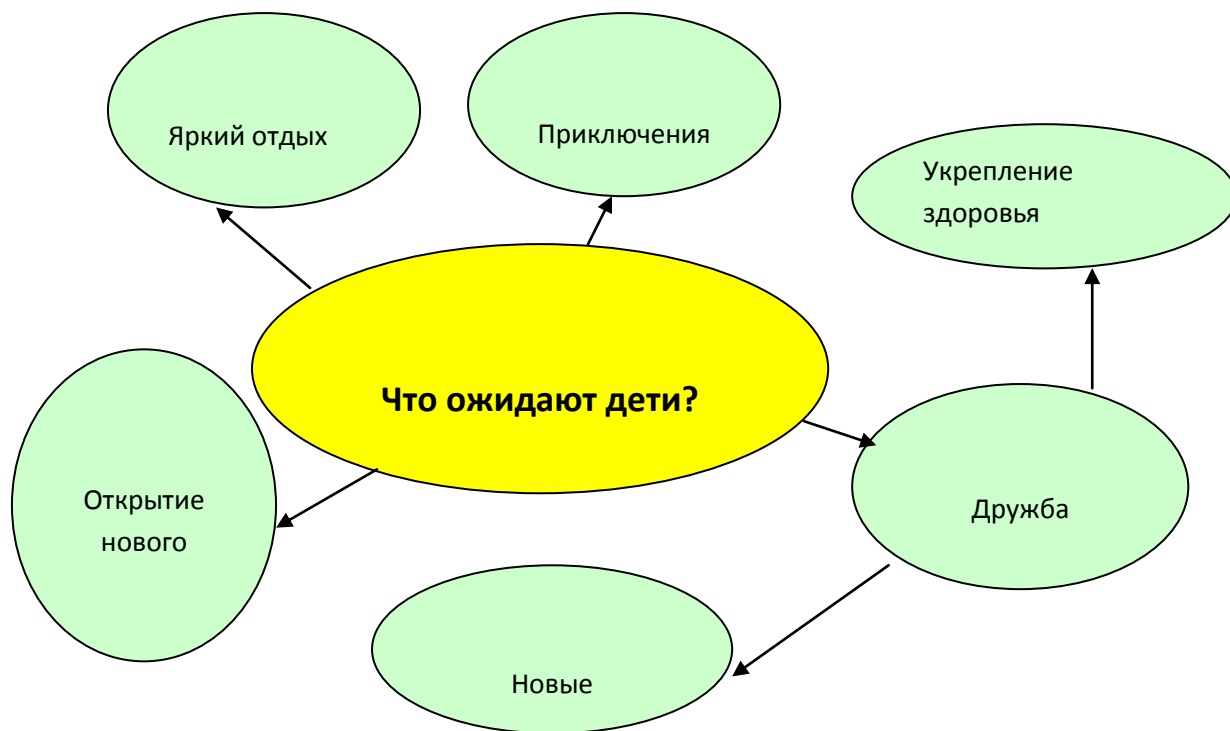 Яркий отдых
Приключения
Укрепление
здоровья
Что ожидают дети?
Открытие
нового
Дружба
Новые